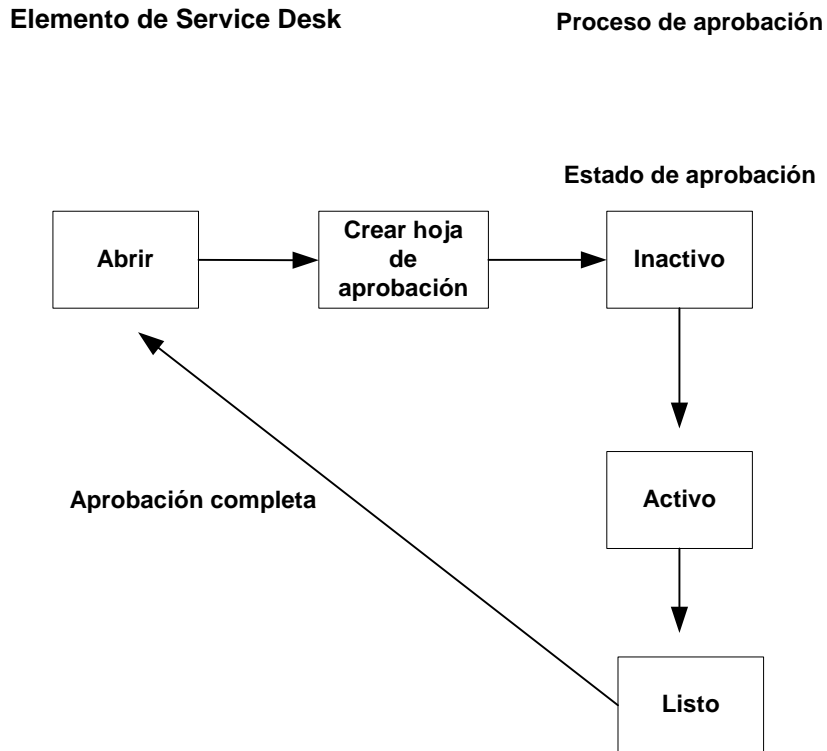 Elemento de Service Desk
Proceso de aprobación
Estado de aprobación
Abrir
Crear hoja
de
aprobación
Inactivo
Aprobación completa
Activo
Listo